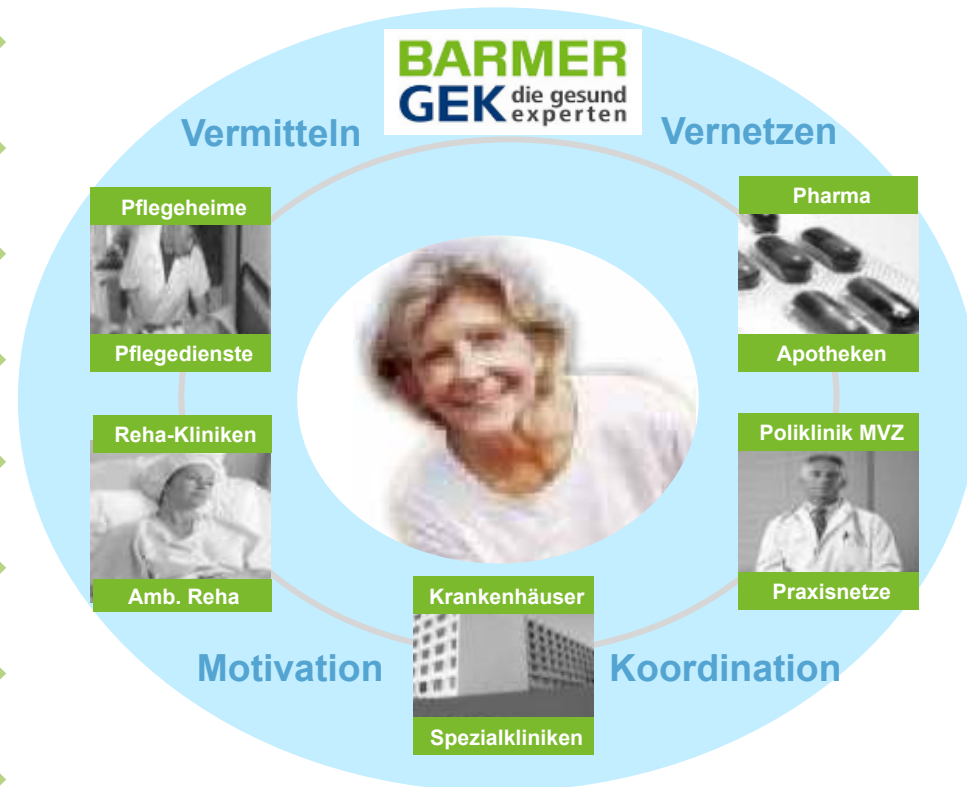 BARMER
GEK die gesund
experten
Vermitteln
Vernetzen
Pflegeheime
Pflegedienste
Pharma
Apotheken
Reha-Kliniken
Amb. Reha
Poliklinik MVZ
Praxisnetze
Krankenhäuser
Spezialkliniken
Motivation
Koordination